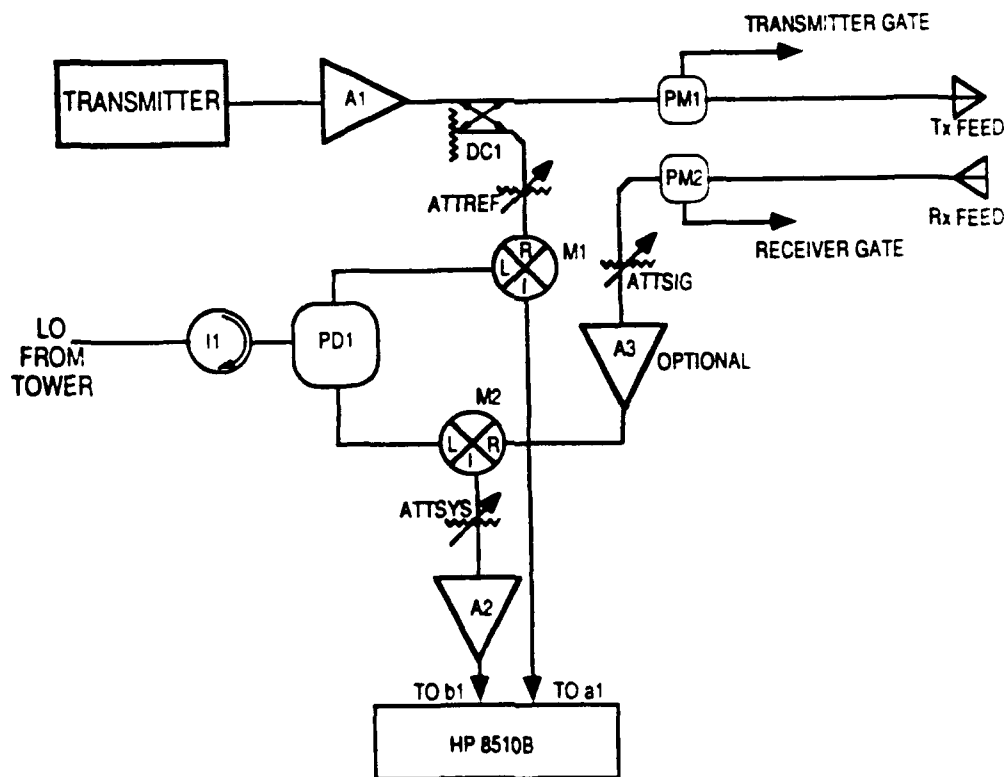 TRANSMITTER GATE
TRANSMITTER
A1
PM1
Tx FEED
DC1
PM2
ATTREF
Rx FEED
R
M1
L
I
RECEIVER GATE
ATTSIG
LO
FROM
TOWER
I1
PD1
A3
OPTIONAL
M2
L
R
I
ATTSYS
A2
TO b1
TO a1
HP 8510B